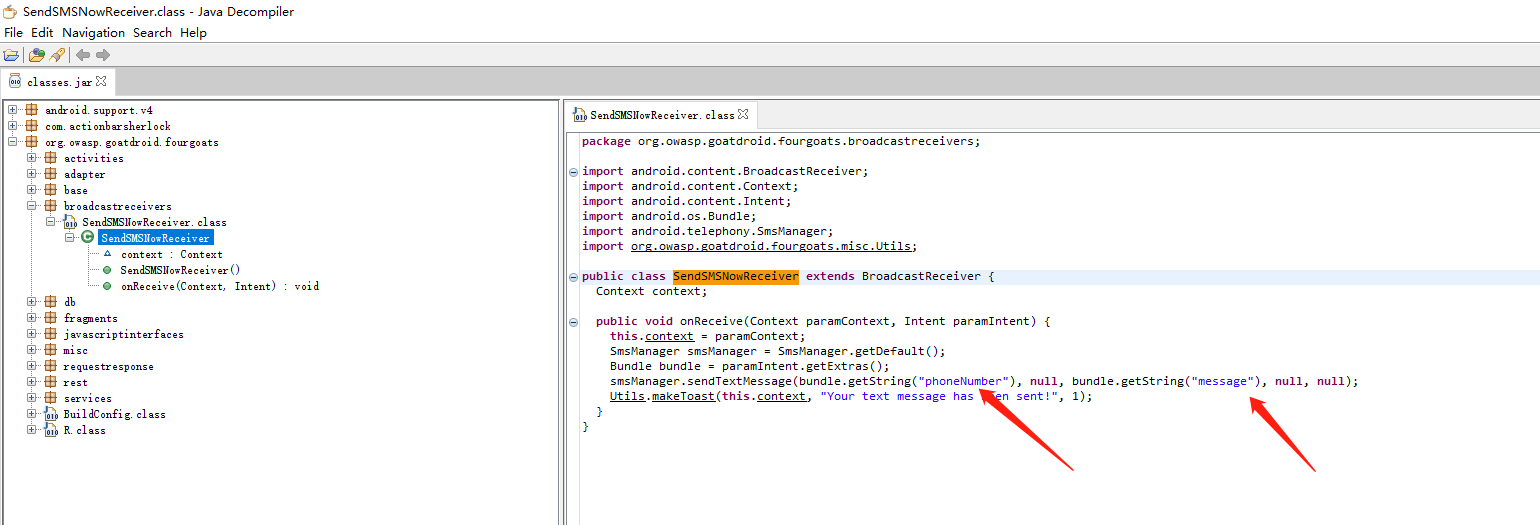 SendSMSNowReceiver.class - Java Decompiler
File Edit Navigation Search Help
classes.jar
android.support.v4
com.actionbarsherlock
org.owasp.goatdroid.fourgoats
activities
adapter
base
broadcastreceivers
SendSMSNowReceiver.class
SendSMSNowReceiver
context : Context
SendSMSNowReceiver()
onReceive(Context, Intent) : void
db
fragments
javascriptinterfaces
misc
requestresponse
rest
services
BuildConfig.class
R.class
SendSMSNowReceiver.class
package org.owasp.goatdroid.fourgoats.broadcastreceivers;
import android.content.BroadcastReceiver;
import android.content.Context;
import android.content.Intent;
import android.os.Bundle;
import android.telephony.SmsManager;
import org.owasp.goatdroid.fourgoats.misc.Utils;
public class SendSMSNowReceiver extends BroadcastReceiver {
Context context;
public void onReceive(Context paramContext, Intent paramIntent) {
this.context = paramContext;
SmsManager smsManager = SmsManager.getDefault();
Bundle bundle = paramIntent.getExtras();
smsManager.sendTextMessage(bundle.getString("phoneNumber"), null, bundle.getString("message"), null, null);
Utils.makeToast(this.context, "Your text message has been sent!", 1);
}
}